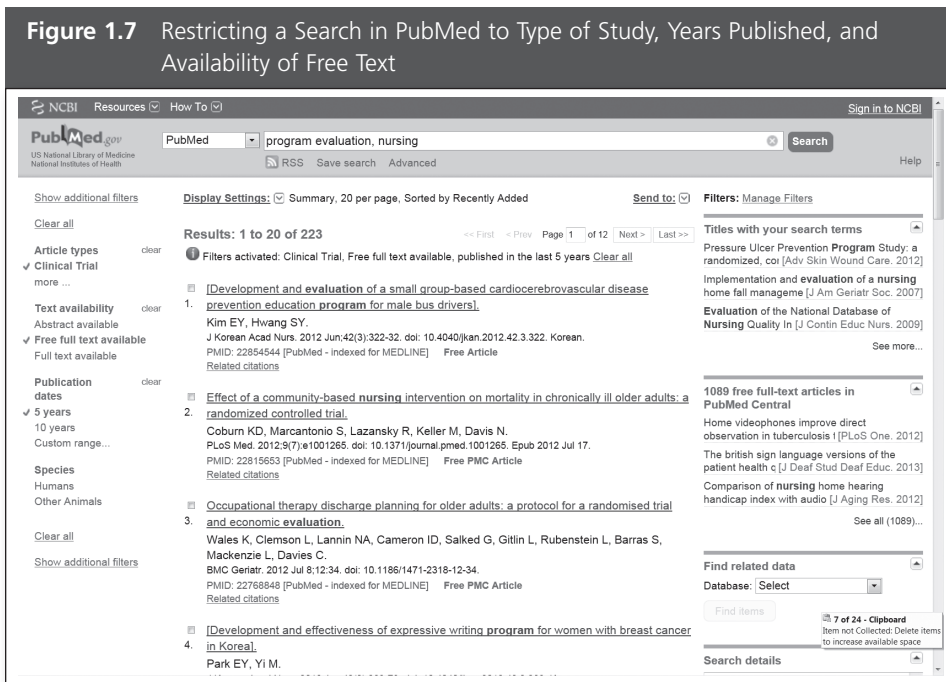 Figure 1.7 Restricting a Search in PubMed to Type of Study, Years Published, and
Availability of Free Text
NCBI Resources How To Sign in to NCBI
PubMed.gov
US National Library of Medicine
National Institutes of Health
PubMed program evaluation, nursing Search
RSS Save search Advanced Help
Show additional filters
Clear all
Article types clear
✓ Clinical Trial
more ...
Text availability clear
Abstract available
✓ Free full text available
Full text available
Publication clear
dates
✓ 5 years
10 years
Custom range...
Species
Humans
Other Animals
Clear all
Show additional filters
Display Settings: Summary, 20 per page, Sorted by Recently Added Send to:
Results: 1 to 20 of 223 << First < Prev Page 1 of 12 Next > Last >>
Filters activated: Clinical Trial, Free full text available, published in the last 5 years Clear all
[Development and evaluation of a small group-based cardiocerebrovascular disease
1. prevention education program for male bus drivers].
Kim EY, Hwang SY.
J Korean Acad Nurs. 2012 Jun;42(3):322-32. doi: 10.4040/jkan.2012.42.3.322. Korean.
PMID: 22854544 [PubMed - indexed for MEDLINE] Free Article
Related citations
Effect of a community-based nursing intervention on mortality in chronically ill older adults: a
2. randomized controlled trial.
Coburn KD, Marcantonio S, Lazansky R, Keller M, Davis N.
PLoS Med. 2012;9(7):e1001265. doi: 10.1371/journal.pmed.1001265. Epub 2012 Jul 17.
PMID: 22815653 [PubMed - indexed for MEDLINE] Free PMC Article
Related citations
Occupational therapy discharge planning for older adults: a protocol for a randomised trial
3. and economic evaluation.
Wales K, Clemson L, Lannin NA, Cameron ID, Salked G, Gitlin L, Rubenstein L, Barras S,
Mackenzie L, Davies C.
BMC Geriatr. 2012 Jul 8;12:34. doi: 10.1186/1471-2318-12-34.
PMID: 22768848 [PubMed - indexed for MEDLINE] Free PMC Article
Related citations
[Development and effectiveness of expressive writing program for women with breast cancer
4. in Korea].
Park EY, Yi M.
Filters: Manage Filters
Titles with your search terms
Pressure Ulcer Prevention Program Study: a
randomized, cor [Adv Skin Wound Care. 2012]
Implementation and evaluation of a nursing
home fall manageme [J Am Geriatr Soc. 2007]
Evaluation of the National Database of
Nursing Quality In [J Contin Educ Nurs. 2009]
See more...
1089 free full-text articles in
PubMed Central
Home videophones improve direct
observation in tuberculosis t [PLoS One. 2012]
The british sign language versions of the
patient health q [J Deaf Stud Deaf Educ. 2013]
Comparison of nursing home hearing
handicap index with audio [J Aging Res. 2012]
See all (1089)...
Find related data
Database: Select
Find items
7 of 24 - Clipboard
Item not Collected: Delete items
to increase available space
Search details